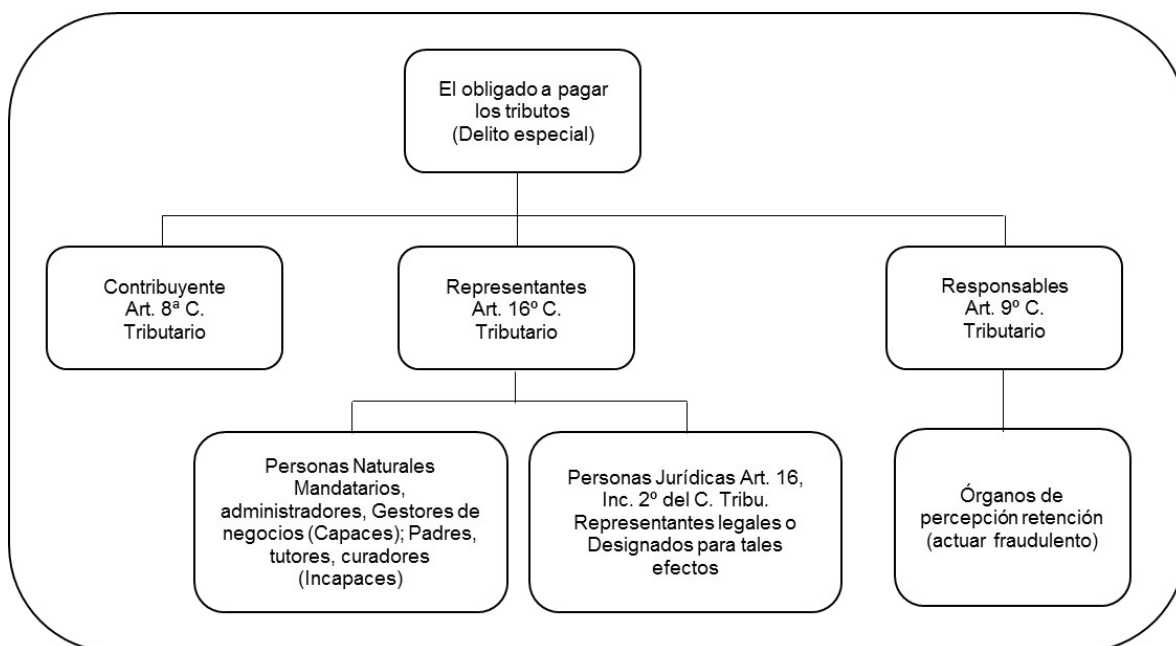 El obligado a pagar
los tributos
(Delito especial)
Contribuyente
Art. 8ª C.
Tributario
Representantes
Art. 16º C.
Tributario
Responsables
Art. 9º C.
Tributario
Personas Naturales
Mandatarios,
administradores, Gestores de
negocios (Capaces); Padres,
tutores, curadores
(Incapaces)
Personas Jurídicas Art. 16,
Inc. 2º del C. Tribu.
Representantes legales o
Designados para tales
efectos
Órganos de
percepción retención
(actuar fraudulento)